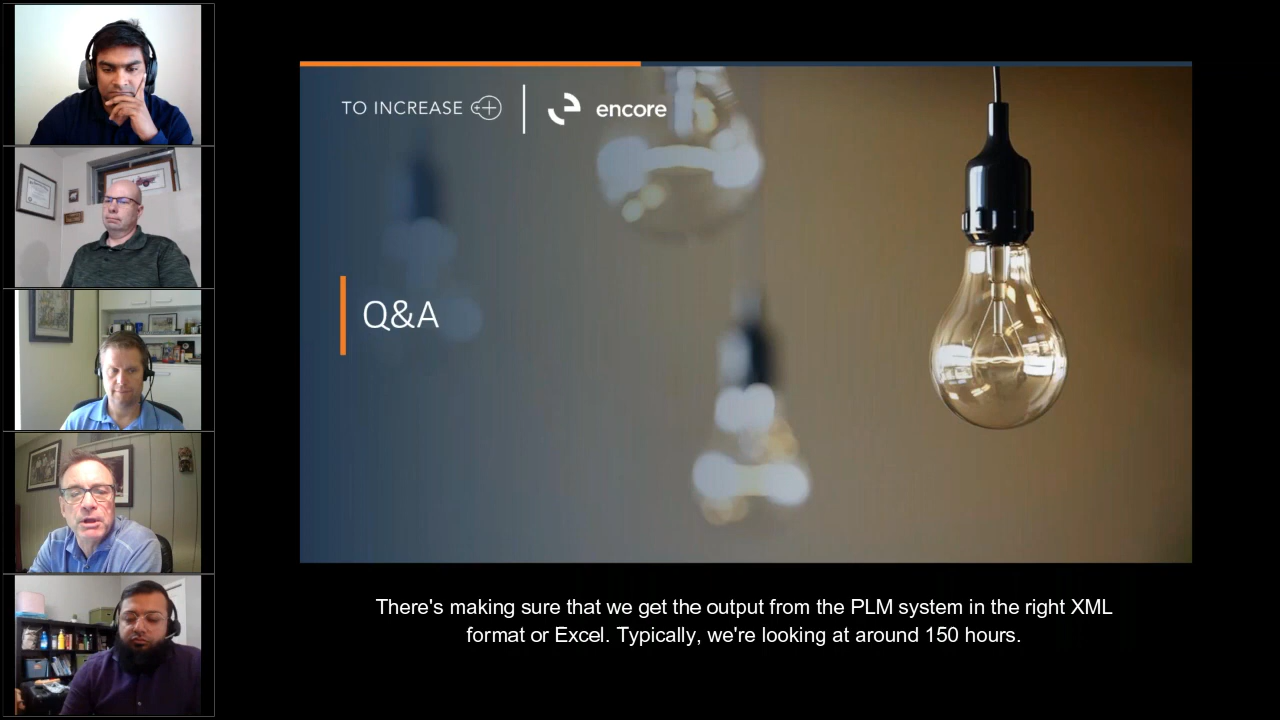 TO INCREASE
encore
Q&A
There's making sure that we get the output from the PLM system in the right XML
format or Excel. Typically, we're looking at around 150 hours.